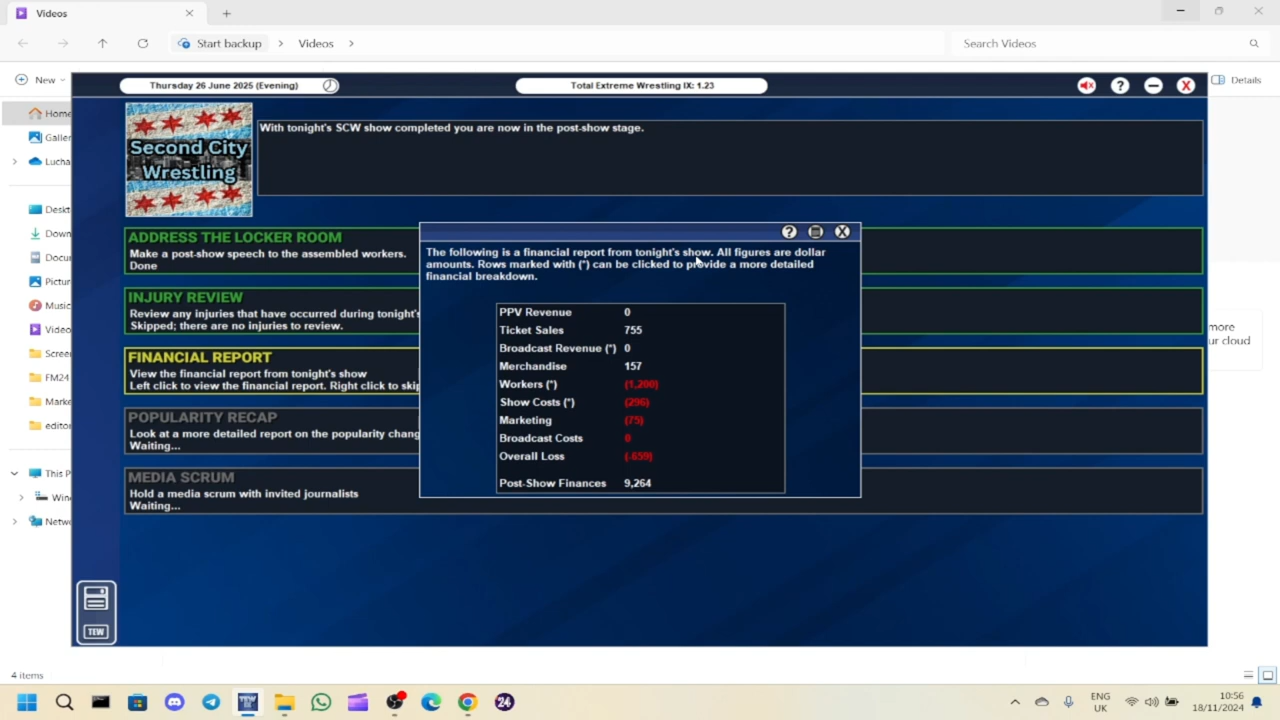 Videos
Start backup
Videos
Search Videos
New
Details
Thursday 26 June 2025 (Evening)
Total Extreme Wrestling IX: 1.23
Home
Second City
Wrestling
With tonight's SCW show completed you are now in the post-show stage.
ADDRESS THE LOCKER ROOM
Make a post-show speech to the assembled workers.
Done
INJURY REVIEW
Review any injuries that have occurred during tonight's
Skipped; there are no injuries to review.
FINANCIAL REPORT
View the financial report from tonight's show
Left click to view the financial report. Right click to skip
POPULARITY RECAP
Look at a more detailed report on the popularity chang
Waiting...
MEDIA SCRUM
Hold a media scrum with invited journalists
Waiting...
The following is a financial report from tonight's show. All figures are dollar
amounts. Rows marked with (*) can be clicked to provide a more detailed
financial breakdown.
PPV Revenue 0
Ticket Sales 755
Broadcast Revenue (*) 0
Merchandise 157
Workers (*) (1,200)
Show Costs (*) (296)
Marketing (75)
Broadcast Costs 0
Overall Loss (-659)
Post-Show Finances 9,264
Galler
Lucha
Deskt
Down
Docur
Pictur
Music
Video
Screen
FM24
Marke
editor
This P
Wind
Netwo
more
ur cloud
TEW
4 items
TEW
24
ENG
UK
10:56
18/11/2024